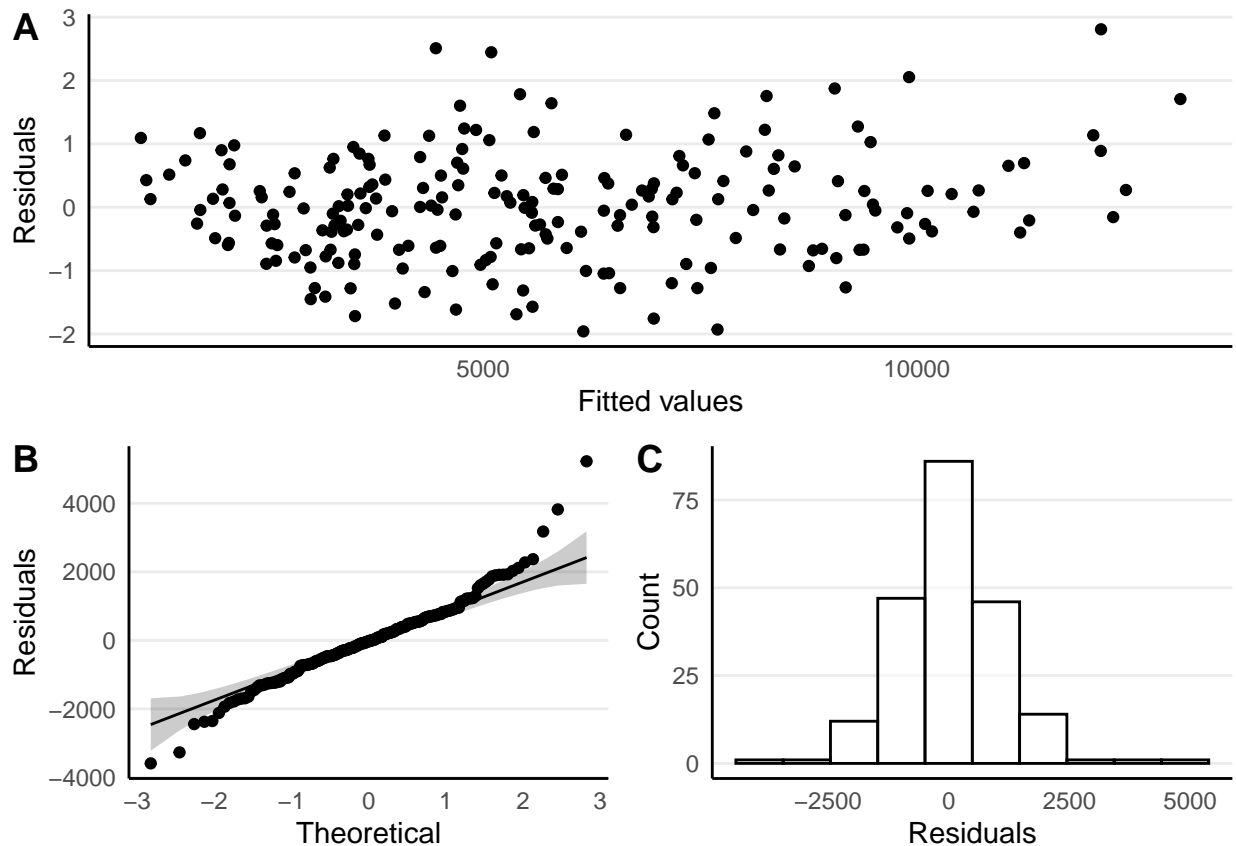 A
3
2
1
0
−1
−2
Residuals
5000 10000
Fitted values
B
4000
2000
0
−2000
−4000
Residuals
−3 −2 −1 0 1 2 3
Theoretical
C
75
50
25
0
Count
−2500 0 2500 5000
Residuals